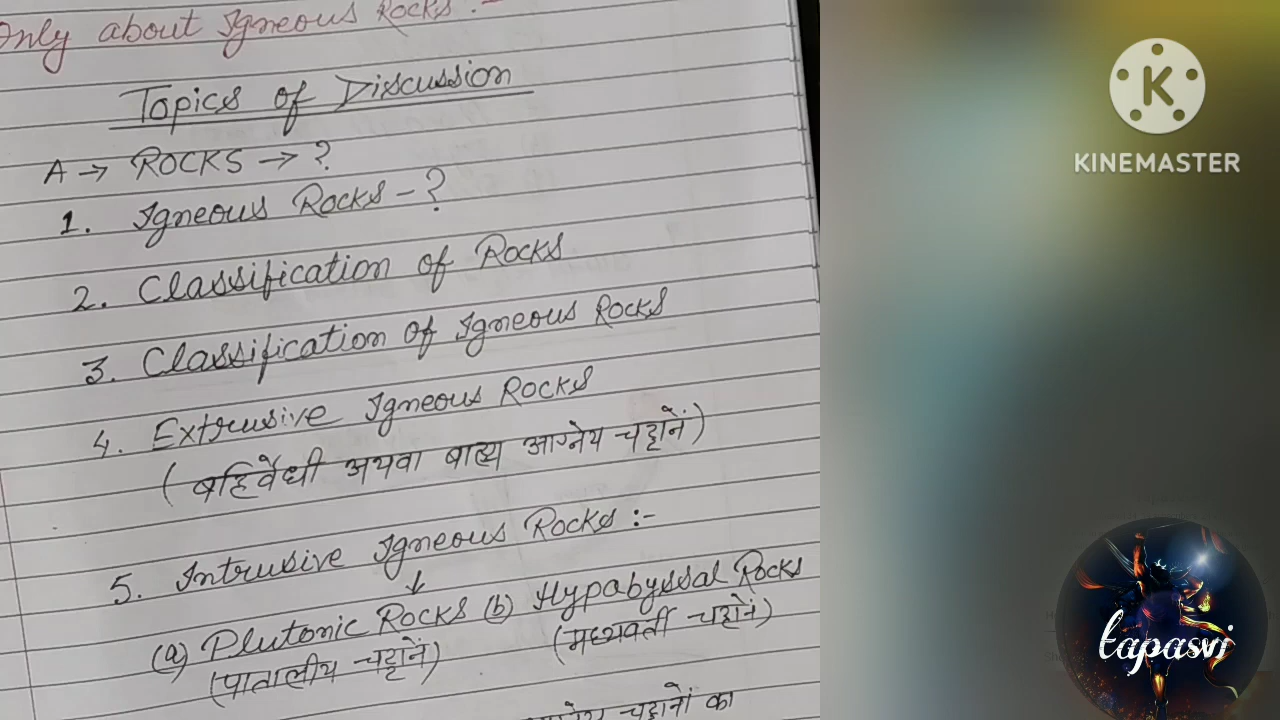 Only about Igneous Rocks :-
Topics of Discussion
A → ROCKS → ?
1. Igneous Rocks - ?
2. Classification of Rocks
3. Classification of Igneous Rocks
4. Extrusive Igneous Rocks
( बहिर्वेधी अथवा बाह्य आग्नेय चट्टानें )
5. Intrusive Igneous Rocks :-
↓
(a) Plutonic Rocks (b) Hypabyssal Rocks
(पातालीय चट्टानें) (मध्यवर्ती चट्टानें)
चट्टानों का
K
KINEMASTER
tapasvi